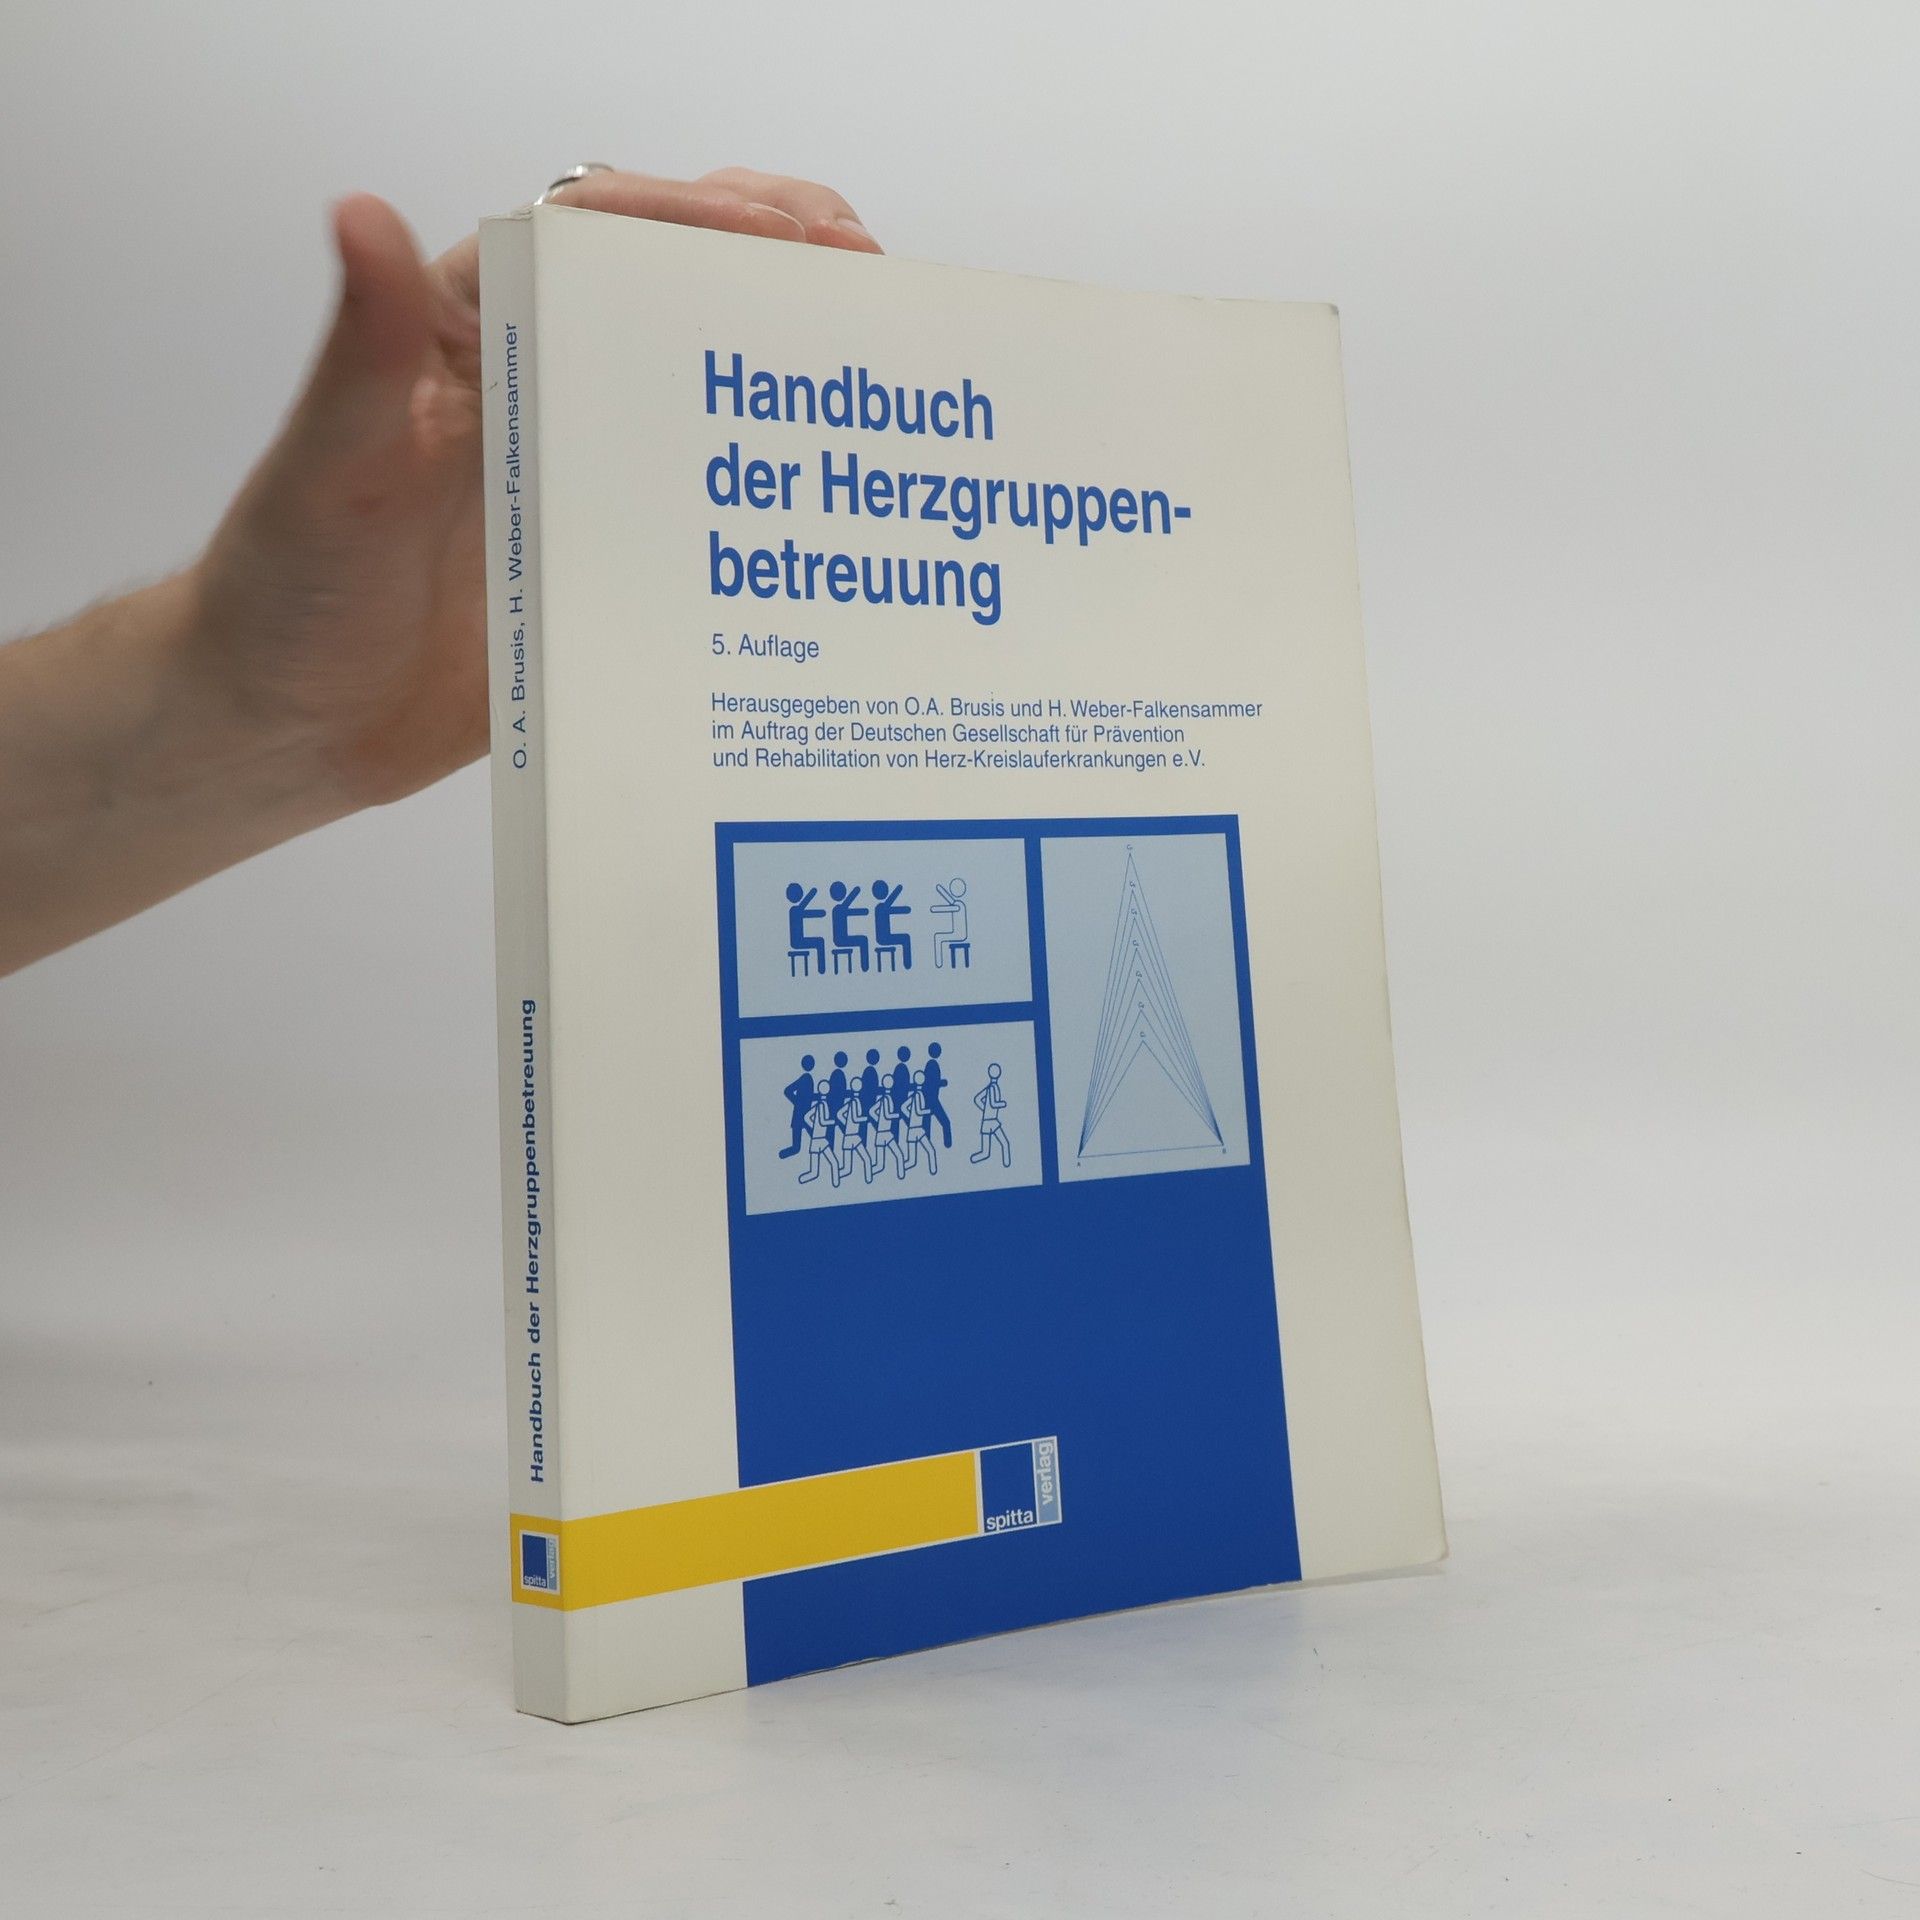 Handbuch
der Herzgruppen-
betreuung
5. Auflage
Herausgegeben von O.A. Brusis und H. Weber-Falkensammer
im Auftrag der Deutschen Gesellschaft für Prävention
und Rehabilitation von Herz-Kreislauferkrankungen e.V.
A
B
spitta
verlag
O. A. Brusis, H. Weber-Falkensammer
Handbuch der Herzgruppenbetreuung
spitta
verlag